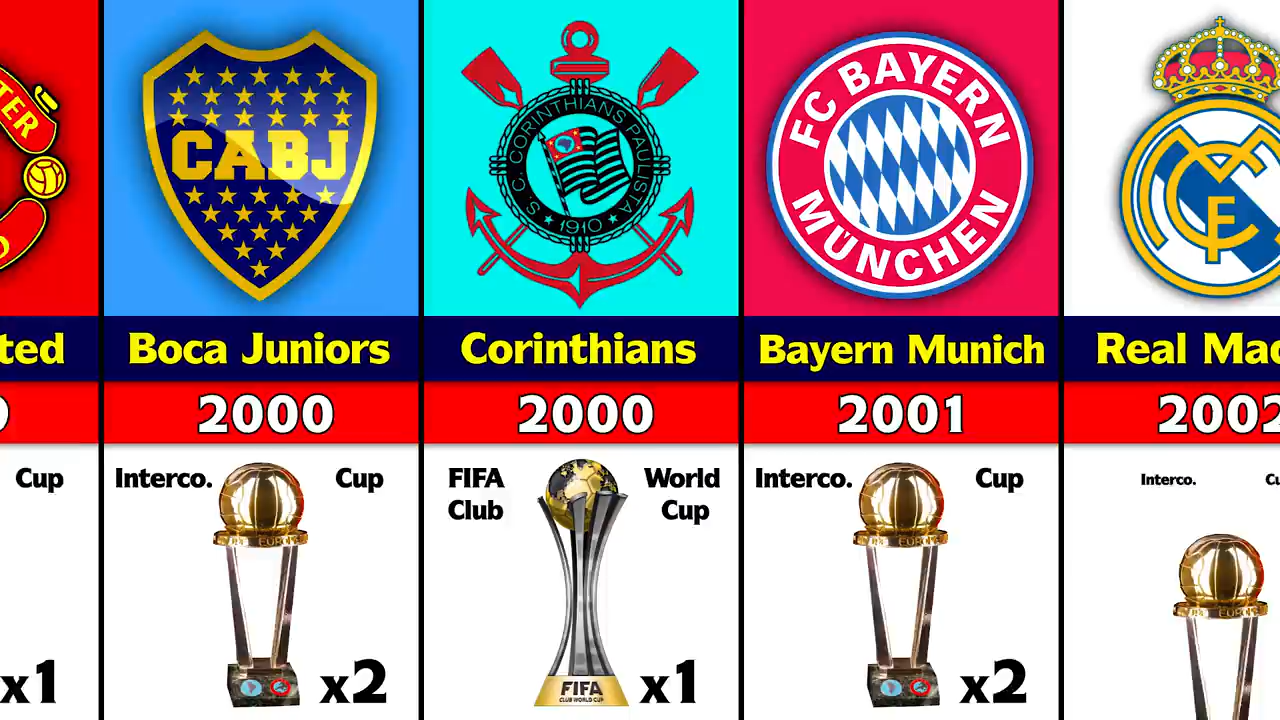 TER
CABJ
S. C. CORINTHIANS PAULISTA
1910
FC BAYERN
MÜNCHEN
ted
Boca Juniors
Corinthians
Bayern Munich
Real Mad
2000
2000
2001
2002
Cup
Interco. Cup
FIFA Club World Cup
Interco. Cup
Interco.
FIFA
CLUB WORLD CUP
x1
x2
x1
x2